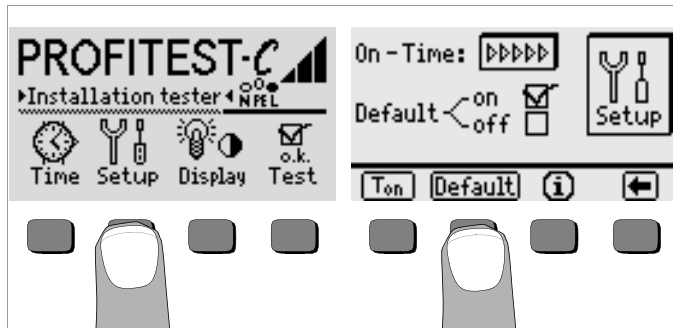 PROFITEST-C
Installation tester
N PE L
Time Setup Display o.k. Test
On-Time:
Default on
off
Setup
Ton Default i